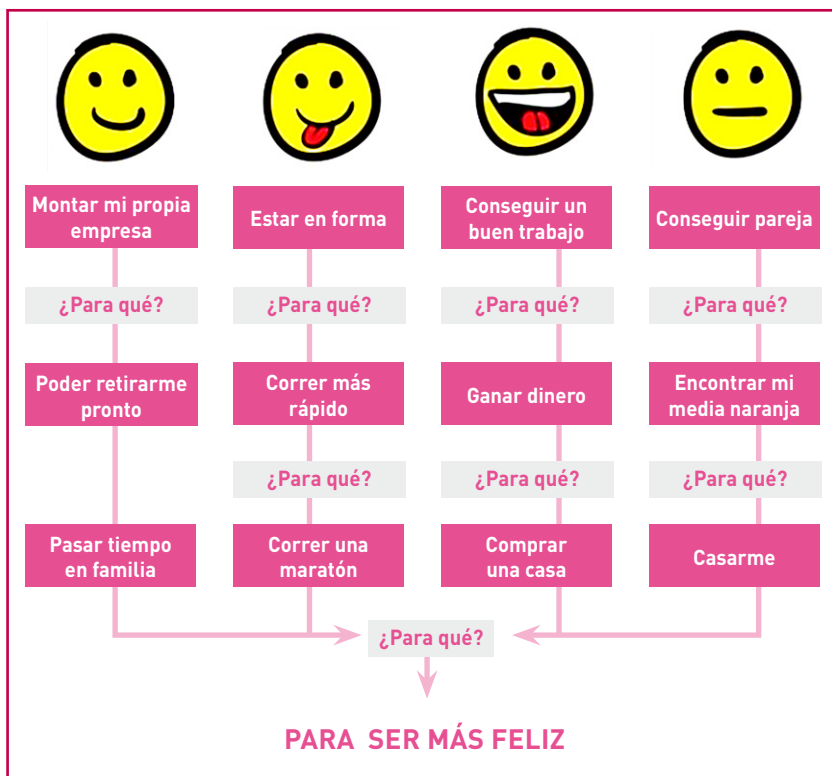 Montar mi propia
empresa
Estar en forma
Conseguir un
buen trabajo
Conseguir pareja
¿Para qué?
¿Para qué?
¿Para qué?
¿Para qué?
Poder retirarme
pronto
Correr más
rápido
Ganar dinero
Encontrar mi
media naranja
¿Para qué?
¿Para qué?
¿Para qué?
Pasar tiempo
en familia
Correr una
maratón
Comprar
una casa
Casarme
¿Para qué?
PARA SER MÁS FELIZ